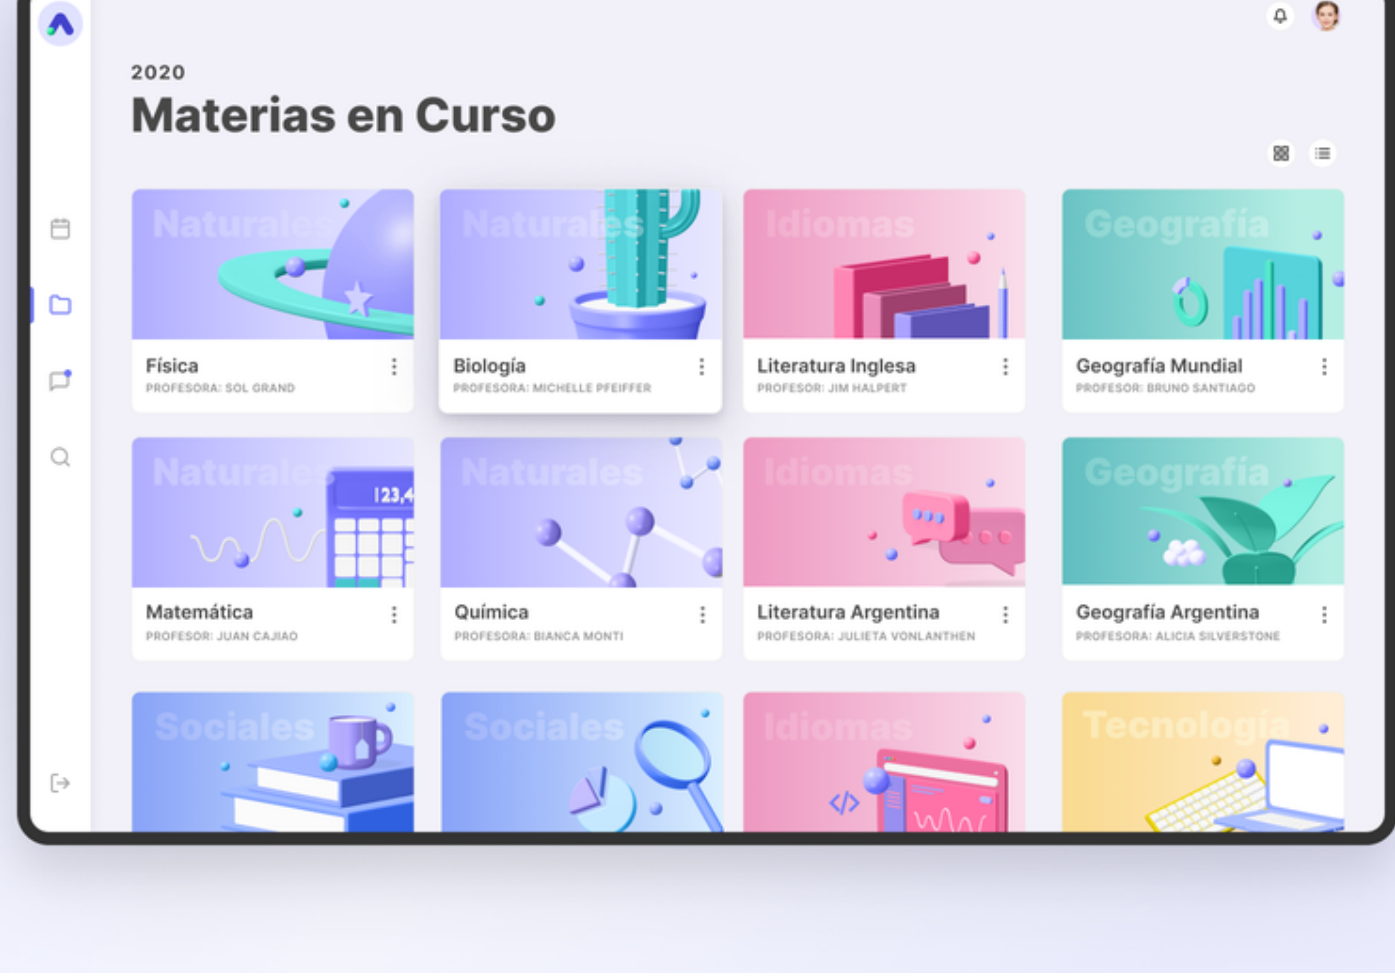 2020
Materias en Curso
Naturales
Física
PROFESORA: SOL GRAND
Naturales
Biología
PROFESORA: MICHELLE PFEIFFER
Idiomas
Literatura Inglesa
PROFESOR: JIM HALPERT
Geografía
Geografía Mundial
PROFESOR: BRUNO SANTIAGO
Naturales
123,4
Matemática
PROFESOR: JUAN CAJIAO
Naturales
Química
PROFESORA: BIANCA MONTI
Idiomas
Literatura Argentina
PROFESORA: JULIETA VONLANTHEN
Geografía
Geografía Argentina
PROFESORA: ALICIA SILVERSTONE
Sociales
Sociales
Idiomas
</>
Tecnología